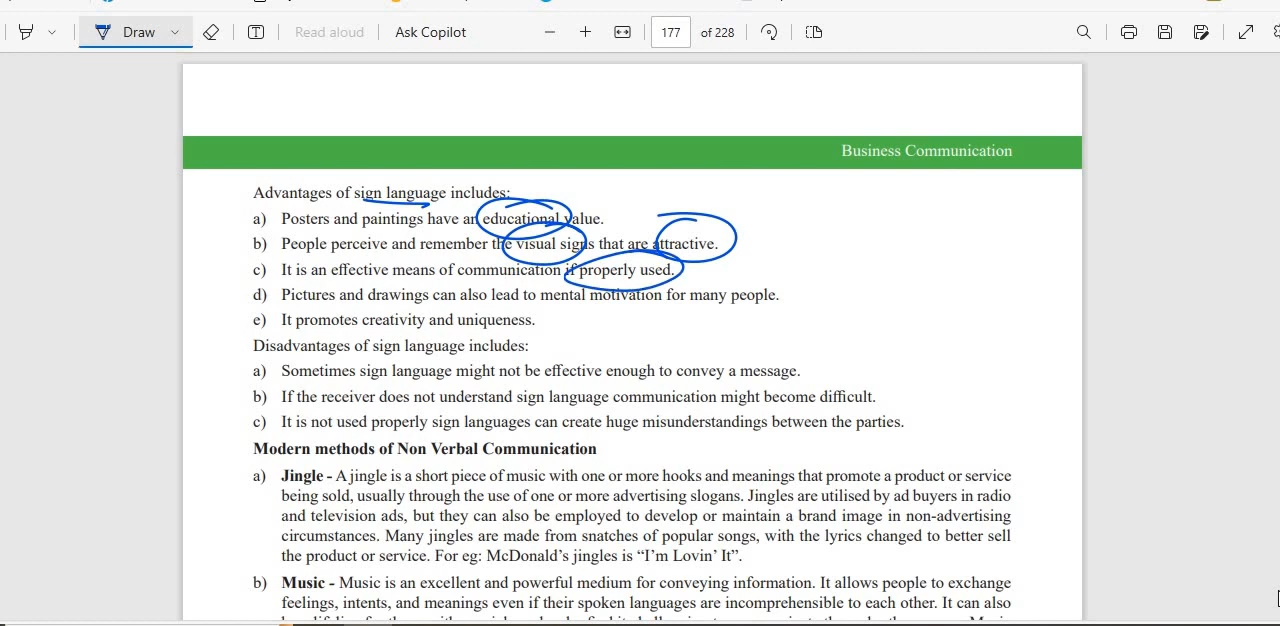 Draw
Read aloud
Ask Copilot
177 of 228
Business Communication
Advantages of sign language includes:
a) Posters and paintings have an educational value.
b) People perceive and remember the visual signs that are attractive.
c) It is an effective means of communication if properly used.
d) Pictures and drawings can also lead to mental motivation for many people.
e) It promotes creativity and uniqueness.
Disadvantages of sign language includes:
a) Sometimes sign language might not be effective enough to convey a message.
b) If the receiver does not understand sign language communication might become difficult.
c) It is not used properly sign languages can create huge misunderstandings between the parties.
Modern methods of Non Verbal Communication
a) Jingle - A jingle is a short piece of music with one or more hooks and meanings that promote a product or service
being sold, usually through the use of one or more advertising slogans. Jingles are utilised by ad buyers in radio
and television ads, but they can also be employed to develop or maintain a brand image in non-advertising
circumstances. Many jingles are made from snatches of popular songs, with the lyrics changed to better sell
the product or service. For eg: McDonald's jingles is “I'm Lovin' It”.
b) Music - Music is an excellent and powerful medium for conveying information. It allows people to exchange
feelings, intents, and meanings even if their spoken languages are incomprehensible to each other. It can also